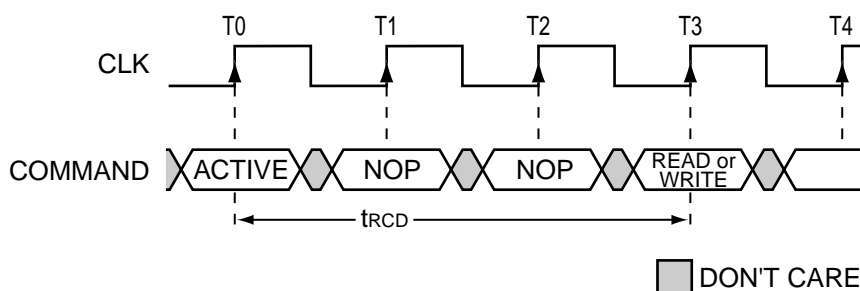 T0 T1 T2 T3 T4
CLK
COMMAND ACTIVE NOP NOP READ or
WRITE
tRCD
DON'T CARE